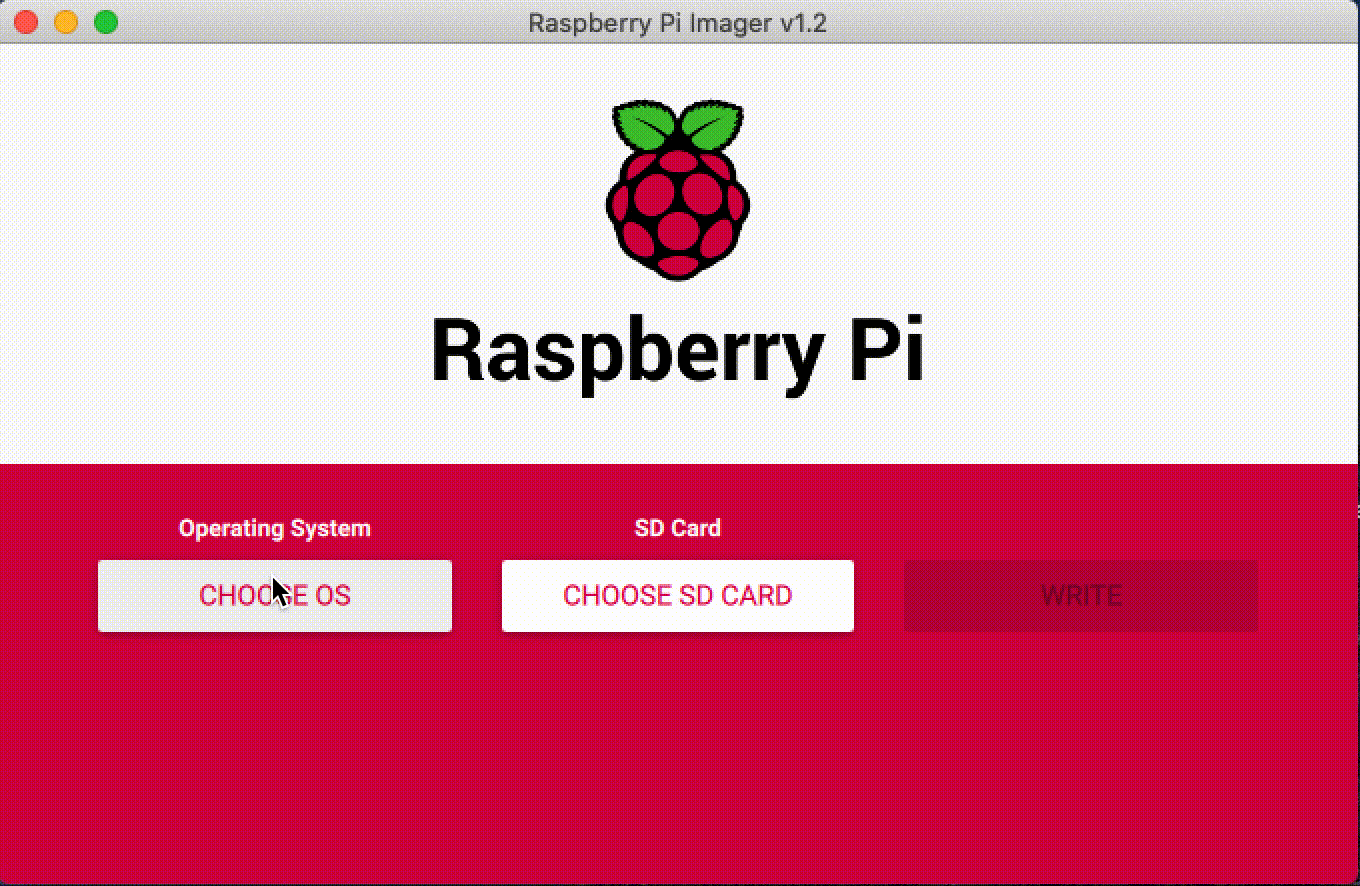 Raspberry Pi Imager v1.2
Raspberry Pi
Operating System
SD Card
CHOOSE OS
CHOOSE SD CARD
WRITE